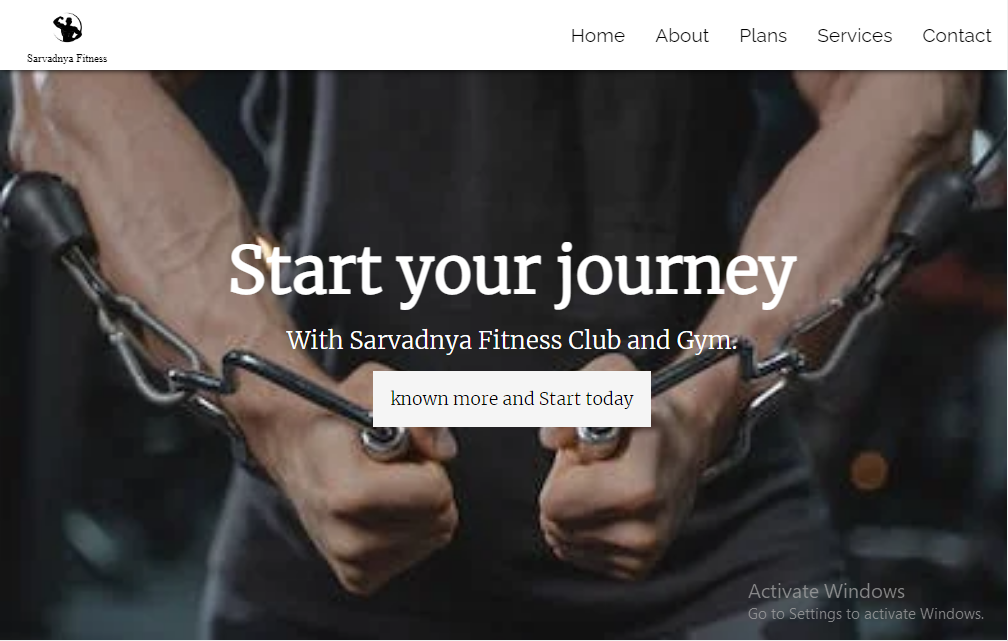 Sarvadnya Fitness
Home About Plans Services Contact
Start your journey
With Sarvadnya Fitness Club and Gym.
known more and Start today
Activate Windows
Go to Settings to activate Windows.